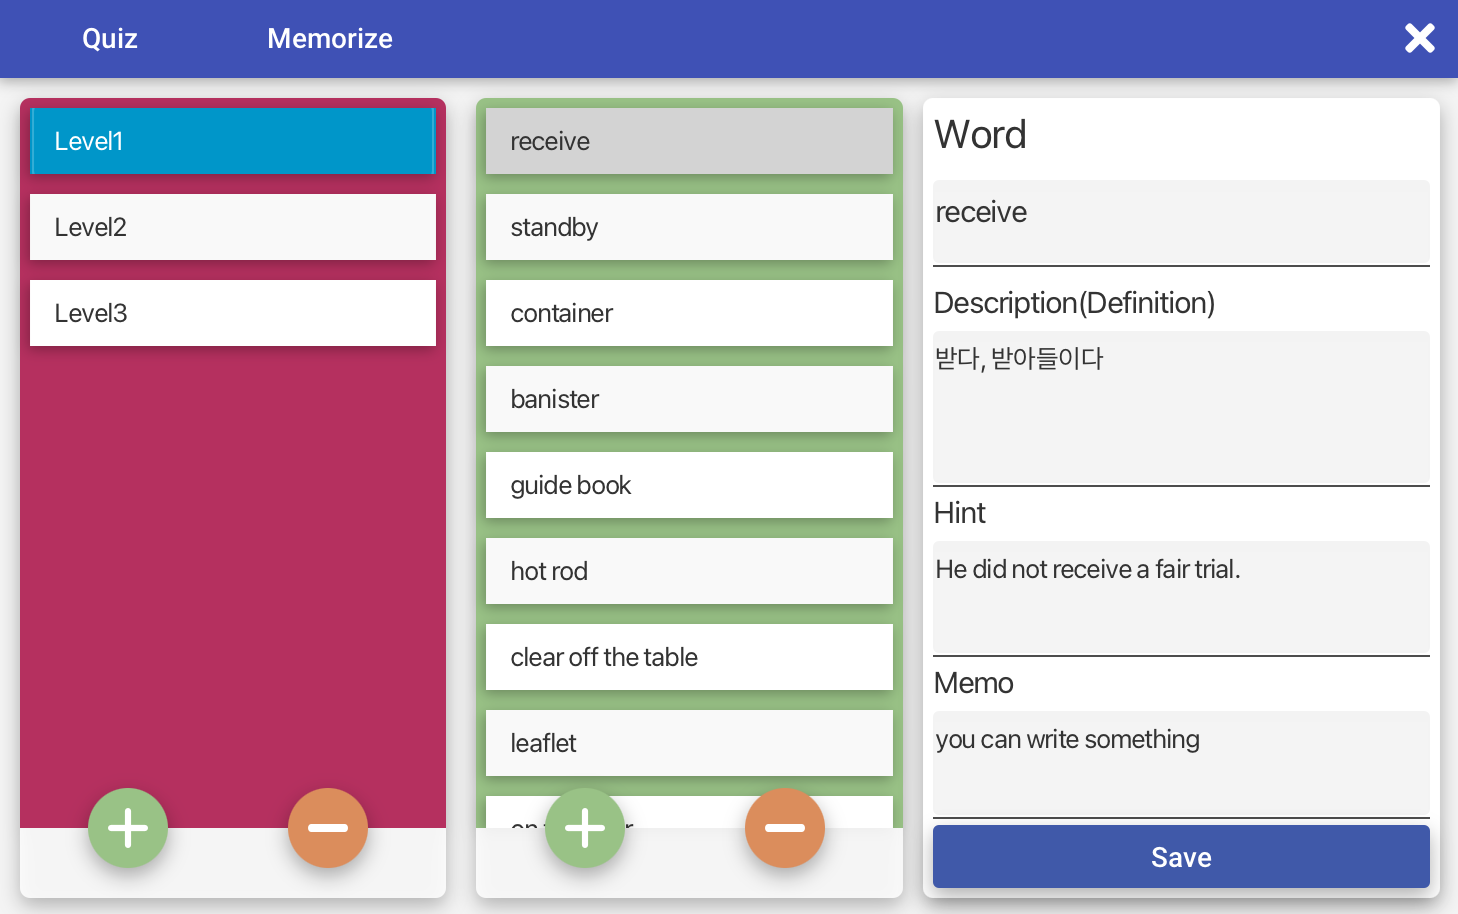 Quiz
Memorize
Level1
Level2
Level3
receive
standby
container
banister
guide book
hot rod
clear off the table
leaflet
Word
receive
Description(Definition)
받다, 받아들이다
Hint
He did not receive a fair trial.
Memo
you can write something
Save